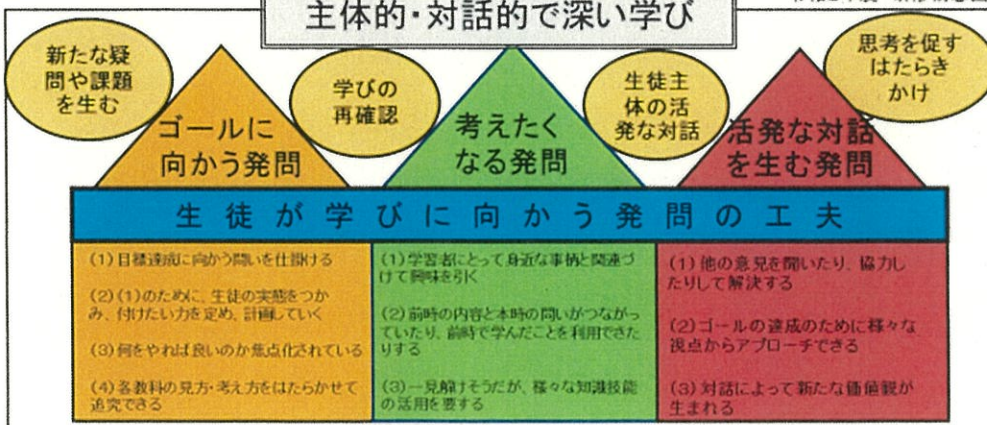 主体的・対話的で深い学び
新たな疑
問や課題
を生む
学びの
再確認
生徒主
体の活
発な対話
思考を促す
はたらき
かけ
ゴールに
向かう発問
考えたく
なる発問
活発な対話
を生む発問
生徒が学びに向かう発問の工夫
(1)目標達成に向かう問いを仕掛ける
(2)(1)のために、生徒の実態をつか
み、付けたい力を定め、計画していく
(3)何をやれば良いのか焦点化されている
(4)各教科の見方・考え方をはたらかせて
追究できる
(1)学習者にとって身近な事柄と関連づ
けて興味を引く
(2)前時の内容と本時の問いがつながっ
ていたり、前時で学んだことを利用できた
りする
(3)一見解けそうだが、様々な知識技能
の活用を要する
(1)他の意見を聞いたり、協力し
たりして解決する
(2)ゴールの達成のために様々な
視点からアプローチできる
(3)対話によって新たな価値観が
生まれる